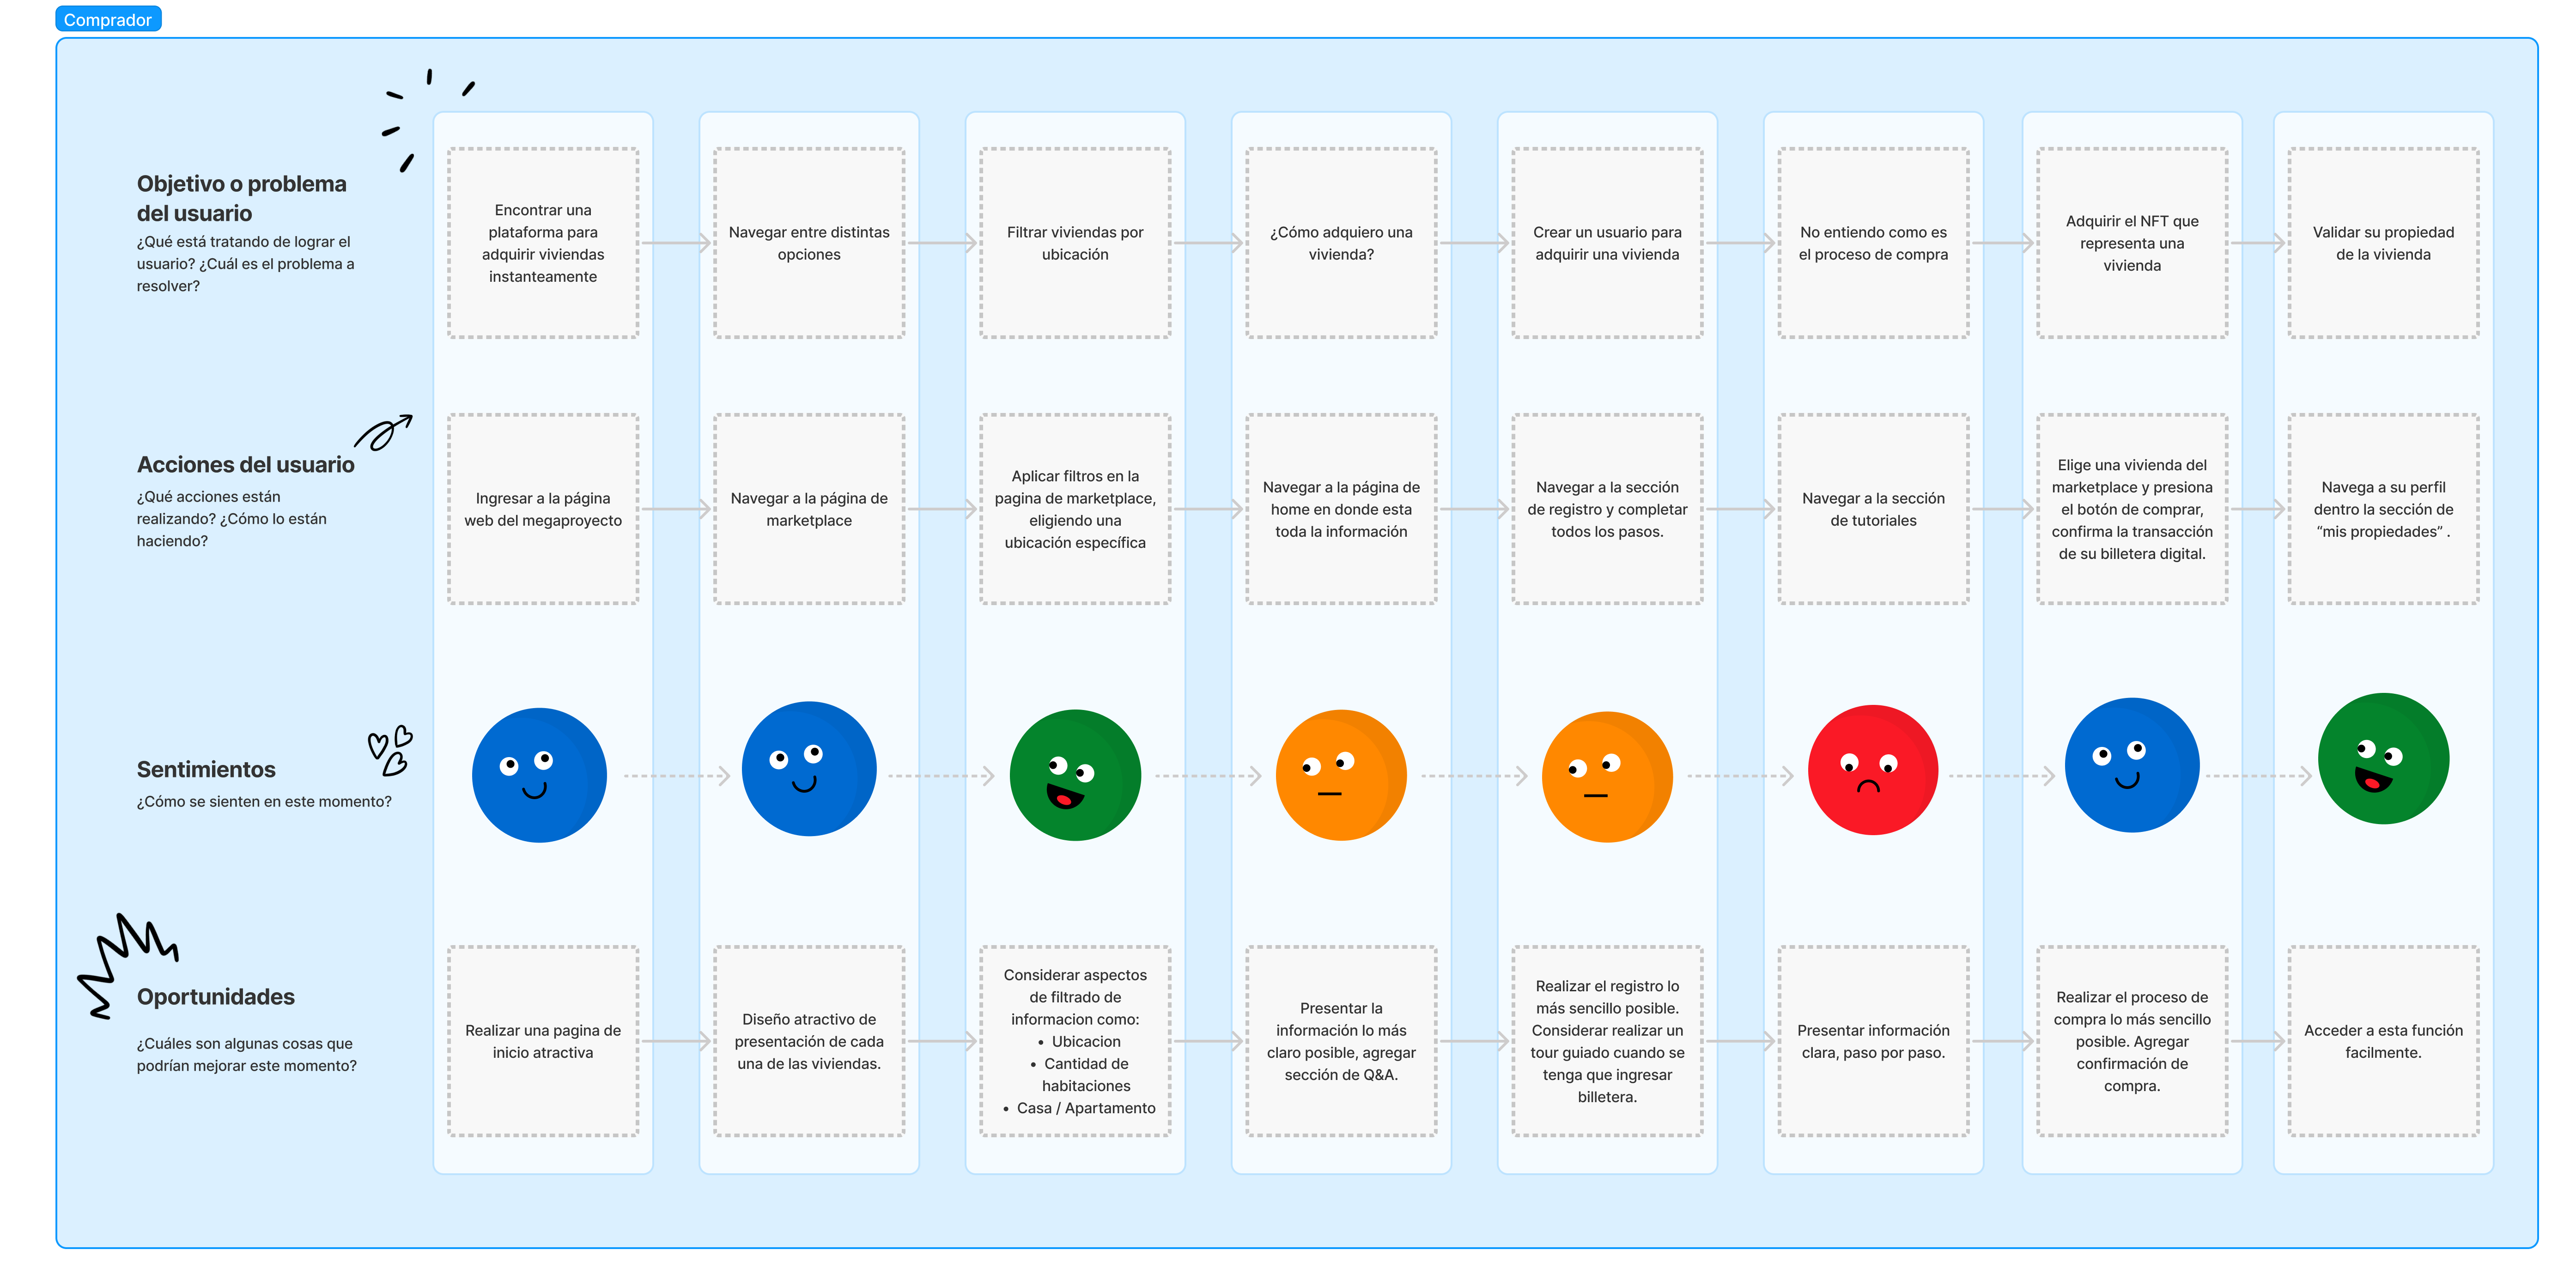 Comprador
Objetivo o problema
del usuario
¿Qué está tratando de lograr el
usuario? ¿Cuál es el problema a
resolver?
Encontrar una
plataforma para
adquirir viviendas
instanteamente
Navegar entre distintas
opciones
Filtrar viviendas por
ubicación
¿Cómo adquiero una
vivienda?
Crear un usuario para
adquirir una vivienda
No entiendo como es
el proceso de compra
Adquirir el NFT que
representa una
vivienda
Validar su propiedad
de la vivienda
Acciones del usuario
¿Qué acciones están
realizando? ¿Cómo lo están
haciendo?
Ingresar a la página
web del megaproyecto
Navegar a la página de
marketplace
Aplicar filtros en la
pagina de marketplace,
eligiendo una
ubicación específica
Navegar a la página de
home en donde esta
toda la información
Navegar a la sección
de registro y completar
todos los pasos.
Navegar a la sección
de tutoriales
Elige una vivienda del
marketplace y presiona
el botón de comprar,
confirma la transacción
de su billetera digital.
Navega a su perfil
dentro la sección de
“mis propiedades” .
Sentimientos
¿Cómo se sienten en este momento?
Oportunidades
¿Cuáles son algunas cosas que
podrían mejorar este momento?
Realizar una pagina de
inicio atractiva
Diseño atractivo de
presentación de cada
una de las viviendas.
Considerar aspectos
de filtrado de
informacion como:
• Ubicacion
• Cantidad de
habitaciones
• Casa / Apartamento
Presentar la
información lo más
claro posible, agregar
sección de Q&A.
Realizar el registro lo
más sencillo posible.
Considerar realizar un
tour guiado cuando se
tenga que ingresar
billetera.
Presentar información
clara, paso por paso.
Realizar el proceso de
compra lo más sencillo
posible. Agregar
confirmación de
compra.
Acceder a esta función
facilmente.